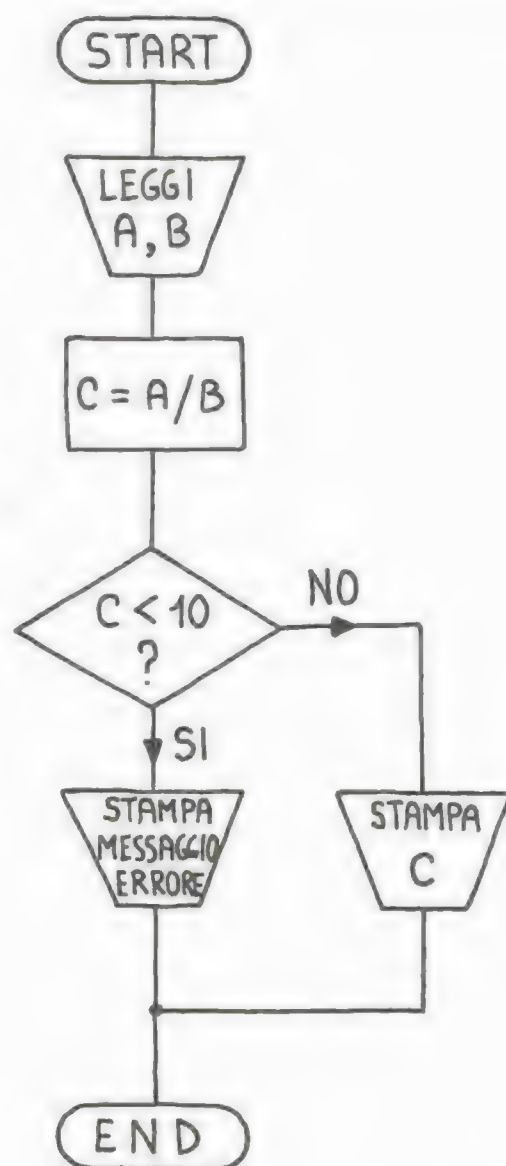 START
LEGGI
A, B
C = A/B
C < 10
?
NO
SI
STAMPA
MESSAGGIO
ERRORE
STAMPA
C
END